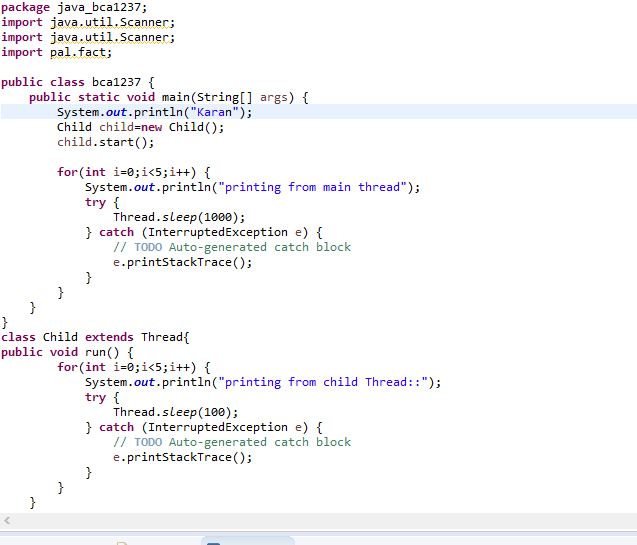 package java_bca1237;
import java.util.Scanner;
import java.util.Scanner;
import pal.fact;
public class bca1237 {
public static void main(String[] args) {
System.out.println("Karan");
Child child=new Child();
child.start();
for(int i=0;i<5;i++) {
System.out.println("printing from main thread");
try {
Thread.sleep(1000);
} catch (InterruptedException e) {
// TODO Auto-generated catch block
e.printStackTrace();
}
}
}
}
class Child extends Thread{
public void run() {
for(int i=0;i<5;i++) {
System.out.println("printing from child Thread::");
try {
Thread.sleep(100);
} catch (InterruptedException e) {
// TODO Auto-generated catch block
e.printStackTrace();
}
}
}